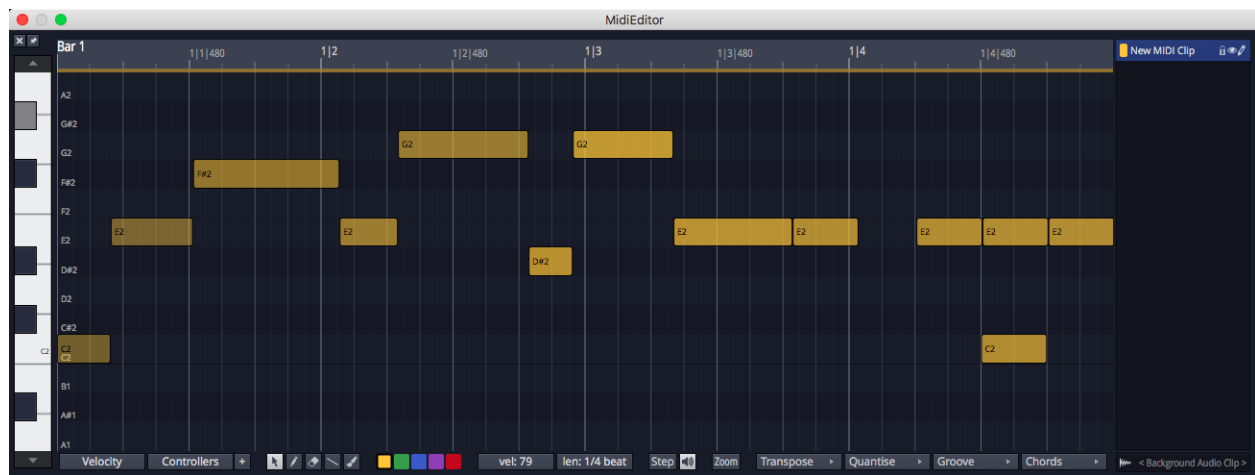 MidiEditor
Bar 1 1|1|480 1|2 1|2|480 1|3 1|3|480 1|4 1|4|480
New MIDI Clip
A2
G#2
G2
G2 G2
F#2
F#2
F2
E2 E2 E2 E2 E2 E2 E2
E2
D#2
D#2
D2
C#2
C2 C2 C2
C2
B1
A#1
A1
Velocity Controllers + vel: 79 len: 1/4 beat Step Zoom Transpose Quantise Groove Chords < Background Audio Clip >